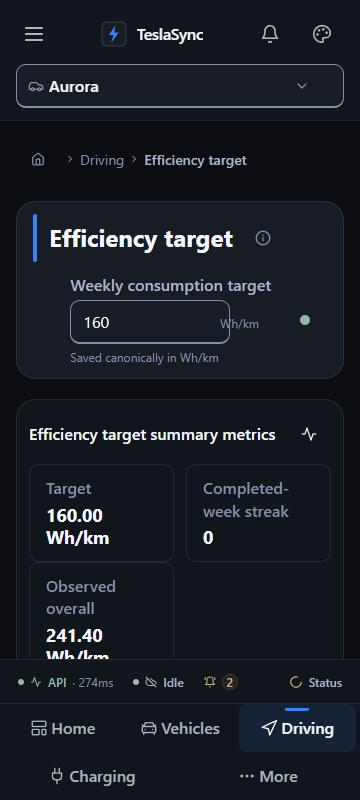 TeslaSync
Aurora
Driving
Efficiency target
Efficiency target
Weekly consumption target
160
Wh/km
Saved canonically in Wh/km
Efficiency target summary metrics
Target
160.00
Wh/km
Completed-
week streak
0
Observed
overall
241.40
Wh/km
API · 274ms
Idle
2
Status
Home
Vehicles
Driving
Charging
More